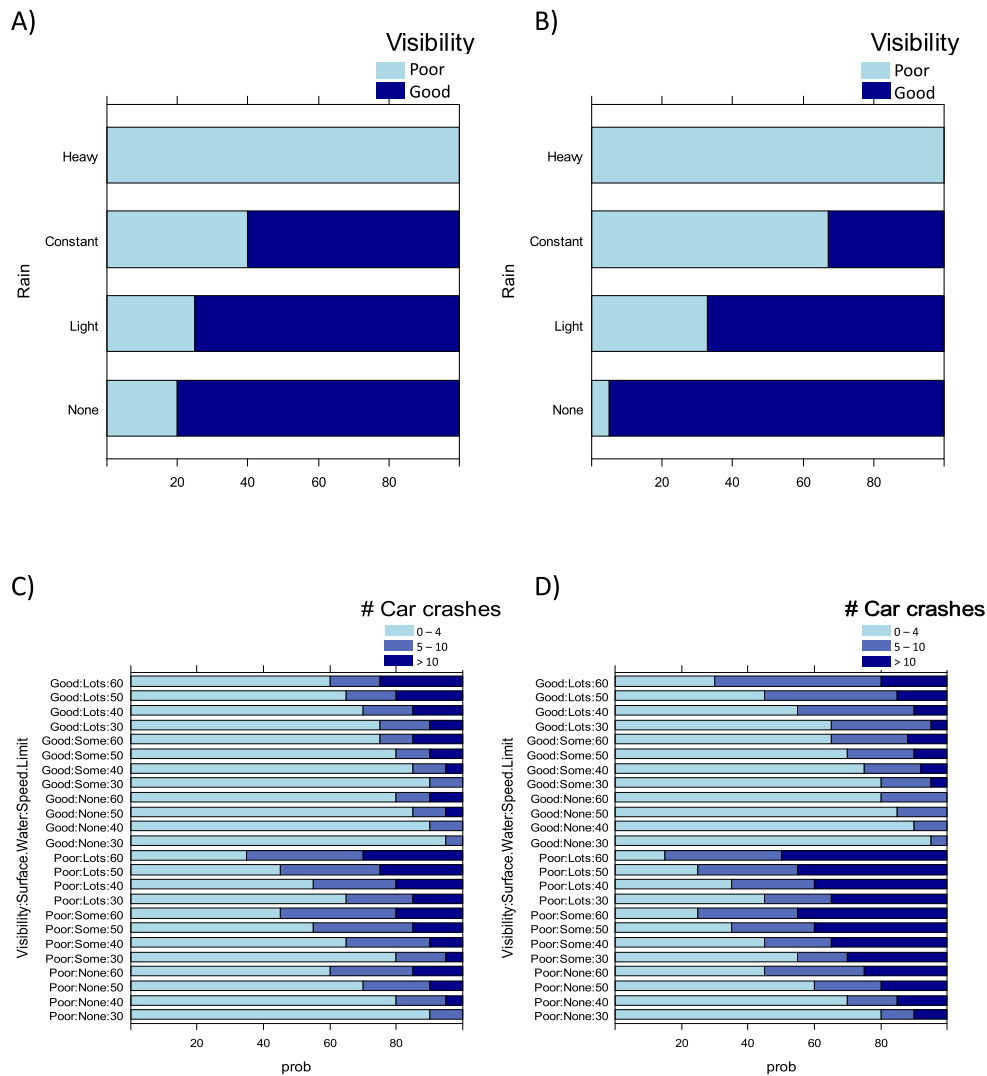 A)
Visibility
Poor
Good
Heavy
Constant
Light
None
Rain
20 40 60 80
B)
Visibility
Poor
Good
Heavy
Constant
Light
None
Rain
20 40 60 80
C)
# Car crashes
0 – 4
5 – 10
> 10
Good:Lots:60
Good:Lots:50
Good:Lots:40
Good:Lots:30
Good:Some:60
Good:Some:50
Good:Some:40
Good:Some:30
Good:None:60
Good:None:50
Good:None:40
Good:None:30
Poor:Lots:60
Poor:Lots:50
Poor:Lots:40
Poor:Lots:30
Poor:Some:60
Poor:Some:50
Poor:Some:40
Poor:Some:30
Poor:None:60
Poor:None:50
Poor:None:40
Poor:None:30
Visibility:Surface.Water:Speed.Limit
20 40 60 80
prob
D)
# Car crashes
0 – 4
5 – 10
> 10
Good:Lots:60
Good:Lots:50
Good:Lots:40
Good:Lots:30
Good:Some:60
Good:Some:50
Good:Some:40
Good:Some:30
Good:None:60
Good:None:50
Good:None:40
Good:None:30
Poor:Lots:60
Poor:Lots:50
Poor:Lots:40
Poor:Lots:30
Poor:Some:60
Poor:Some:50
Poor:Some:40
Poor:Some:30
Poor:None:60
Poor:None:50
Poor:None:40
Poor:None:30
Visibility:Surface.Water:Speed.Limit
20 40 60 80
prob